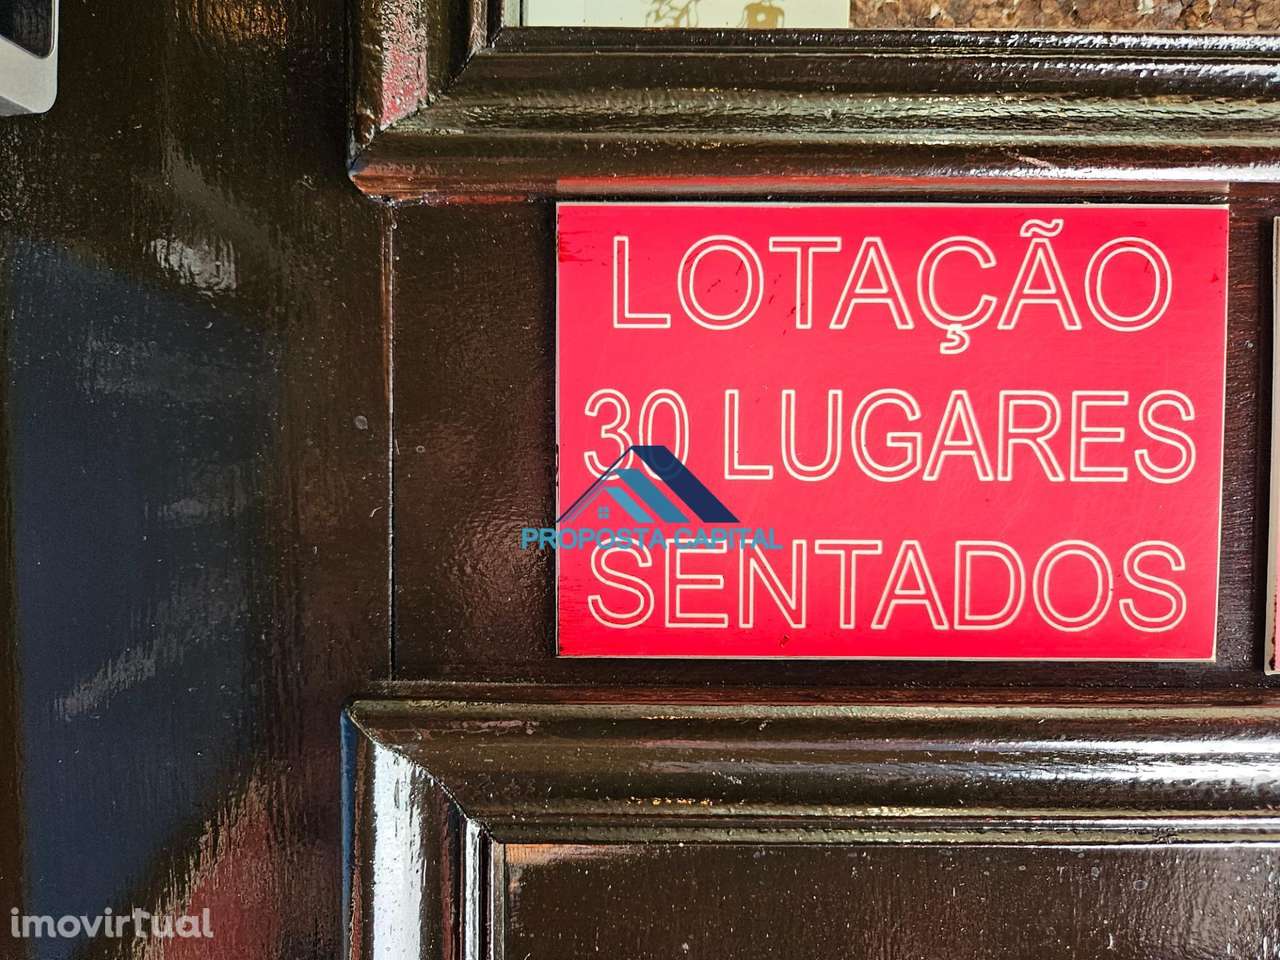 LOTAÇÃO
30 LUGARES
PROPOSTA CAPITAL
SENTADOS
imovirtual